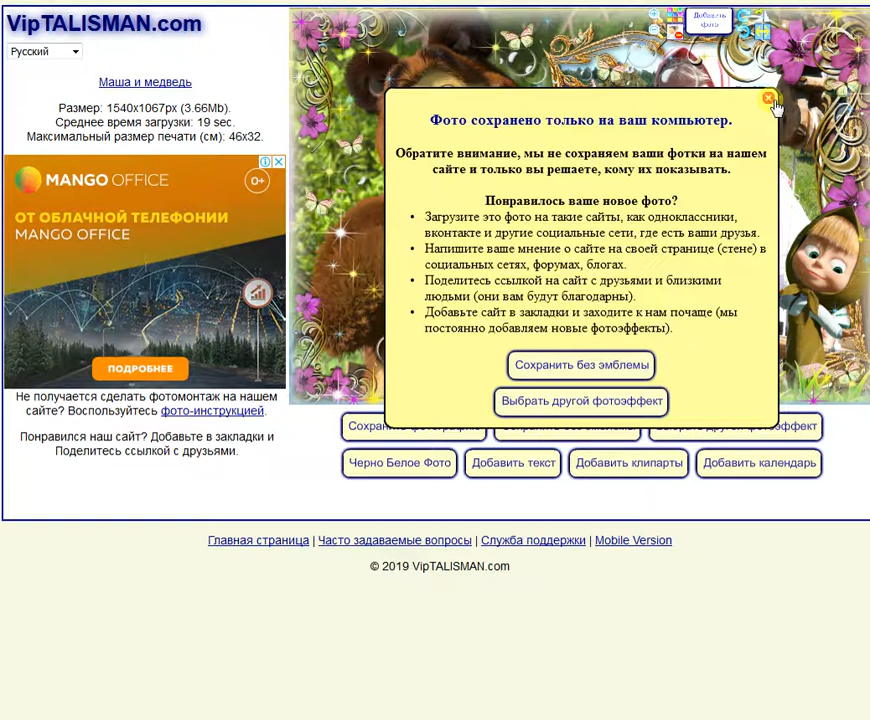 VipTALISMAN.com
Русский
Маша и медведь
Размер: 1540x1067px (3.66Mb).
Среднее время загрузки: 19 sec.
Максимальный размер печати (см): 46x32.
MANGO OFFICE
0+
ОТ ОБЛАЧНОЙ ТЕЛЕФОНИИ
MANGO OFFICE
ПОДРОБНЕЕ
Не получается сделать фотомонтаж на нашем
сайте? Воспользуйтесь фото-инструкцией.
Понравился наш сайт? Добавьте в закладки и
Поделитесь ссылкой с друзьями.
Добавить
фото
Фото сохранено только на ваш компьютер.
Обратите внимание, мы не сохраняем ваши фотки на нашем
сайте и только вы решаете, кому их показывать.
Понравилось ваше новое фото?
• Загрузите это фото на такие сайты, как одноклассники,
вконтакте и другие социальные сети, где есть ваши друзья.
• Напишите ваше мнение о сайте на своей странице (стене) в
социальных сетях, форумах, блогах.
• Поделитесь ссылкой на сайт с друзьями и близкими
людьми (они вам будут благодарны).
• Добавьте сайт в закладки и заходите к нам почаще (мы
постоянно добавляем новые фотоэффекты).
Сохранить без эмблемы
Выбрать другой фотоэффект
Черно Белое Фото
Добавить текст
Добавить клипарты
Добавить календарь
Главная страница | Часто задаваемые вопросы | Служба поддержки | Mobile Version
© 2019 VipTALISMAN.com